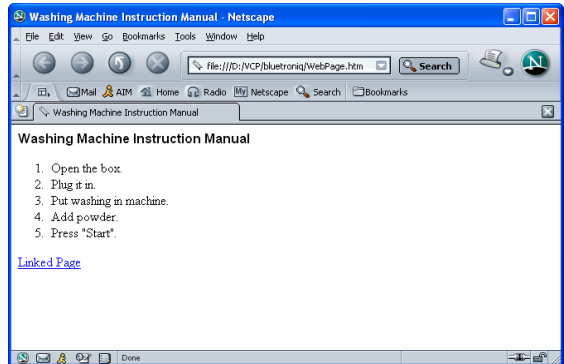 Washing Machine Instruction Manual - Netscape
File Edit View Go Bookmarks Tools Window Help
file:///D:/VCP/bluetroniq/WebPage.htm Search
Mail AIM Home Radio My Netscape Search Bookmarks
Washing Machine Instruction Manual
Washing Machine Instruction Manual
1. Open the box.
2. Plug it in.
3. Put washing in machine.
4. Add powder.
5. Press "Start".
Linked Page
Done